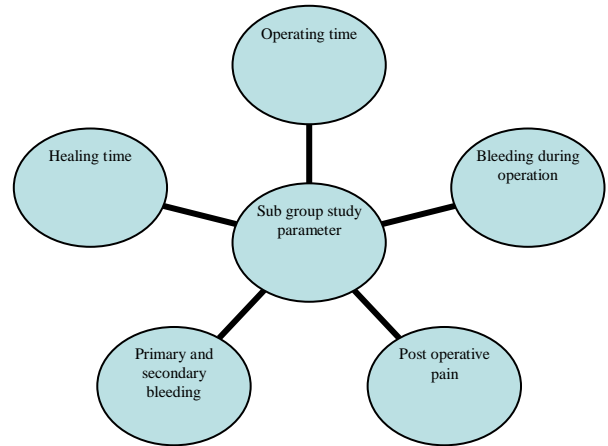 Operating time
Healing time
Bleeding during
operation
Sub group study
parameter
Primary and
secondary
bleeding
Post operative
pain